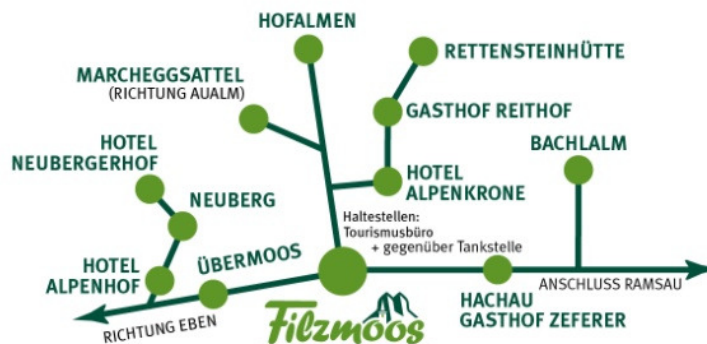 HOFALMEN
MARCHEGGSATTEL
(RICHTUNG AUALM)
RETTENSTEINHÜTTE
GASTHOF REITHOF
HOTEL
NEUBERGERHOF
BACHLALM
NEUBERG
HOTEL
ALPENKRONE
Haltestellen:
Tourismusbüro
+ gegenüber Tankstelle
HOTEL
ALPENHOF
ÜBERMOOS
ANSCHLUSS RAMSAU
HACHAU
GASTHOF ZEFERER
RICHTUNG EBEN
Filzmoos